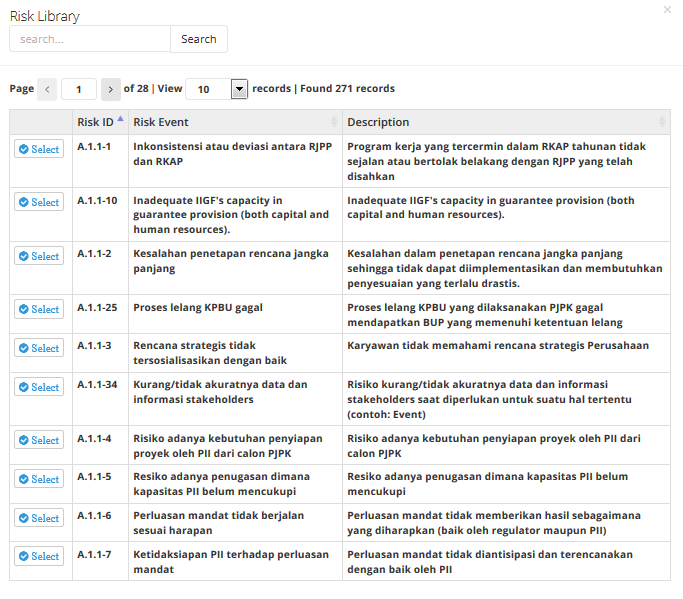 Risk Library
search...
Search
Page < 1 > of 28 | View 10 records | Found 271 records
Risk ID Risk Event Description
Select A.1.1-1 Inkonsistensi atau deviasi antara RJPP Program kerja yang tercermin dalam RKAP tahunan tidak
dan RKAP sejalan atau bertolak belakang dengan RJPP yang telah
disahkan
Select A.1.1-10 Inadequate IIGF's capacity in Inadequate IIGF's capacity in guarantee provision (both
guarantee provision (both capital and capital and human resources).
human resources).
Select A.1.1-2 Kesalahan penetapan rencana jangka Kesalahan dalam penetapan rencana jangka panjang
panjang sehingga tidak dapat diimplementasikan dan membutuhkan
penyesuaian yang terlalu drastis.
Select A.1.1-25 Proses lelang KPBU gagal Proses lelang KPBU yang dilaksanakan PJPK gagal
mendapatkan BUP yang memenuhi ketentuan lelang
Select A.1.1-3 Rencana strategis tidak Karyawan tidak memahami rencana strategis Perusahaan
tersosialisasikan dengan baik
Select A.1.1-34 Kurang/tidak akuratnya data dan Risiko kurang/tidak akuratnya data dan informasi
informasi stakeholders stakeholders saat diperlukan untuk suatu hal tertentu
(contoh: Event)
Select A.1.1-4 Risiko adanya kebutuhan penyiapan Risiko adanya kebutuhan penyiapan proyek oleh PII dari
proyek oleh PII dari calon PJPK calon PJPK
Select A.1.1-5 Resiko adanya penugasan dimana Resiko adanya penugasan dimana kapasitas PII belum
kapasitas PII belum mencukupi mencukupi
Select A.1.1-6 Perluasan mandat tidak berjalan Perluasan mandat tidak memberikan hasil sebagaimana
sesuai harapan yang diharapkan (baik oleh regulator maupun PII)
Select A.1.1-7 Ketidaksiapan PII terhadap perluasan Perluasan mandat tidak diantisipasi dan terencanakan
mandat dengan baik oleh PII